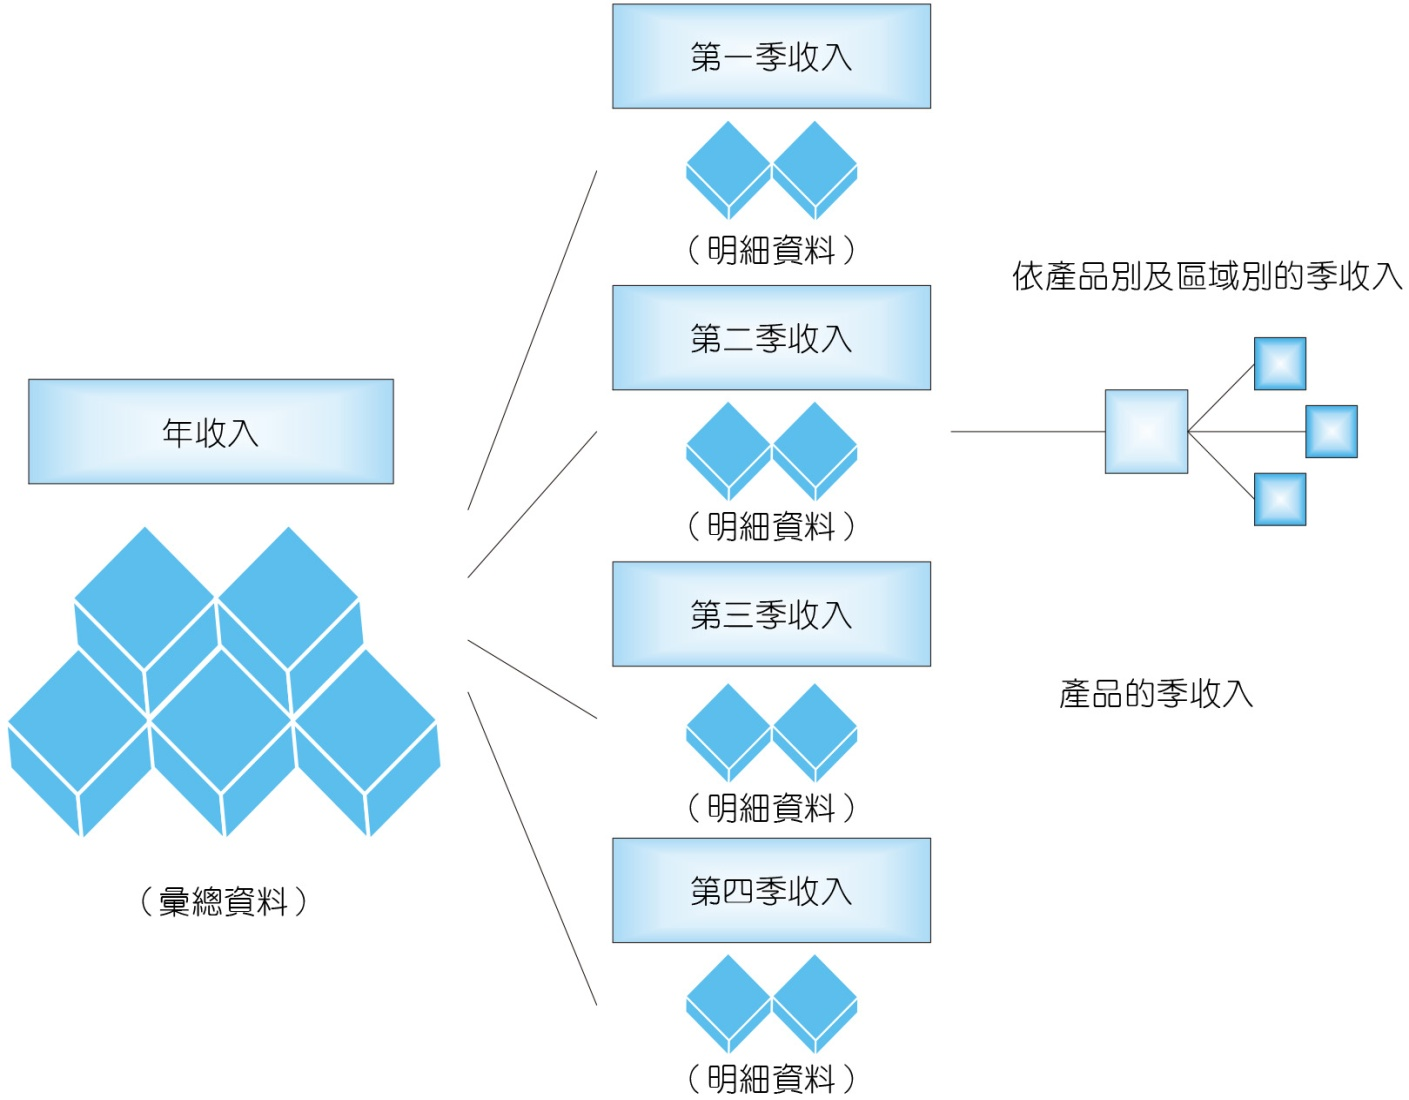 年收入
（彙總資料）
第一季收入
（明細資料）
第二季收入
（明細資料）
第三季收入
（明細資料）
第四季收入
（明細資料）
依產品別及區域別的季收入
產品的季收入